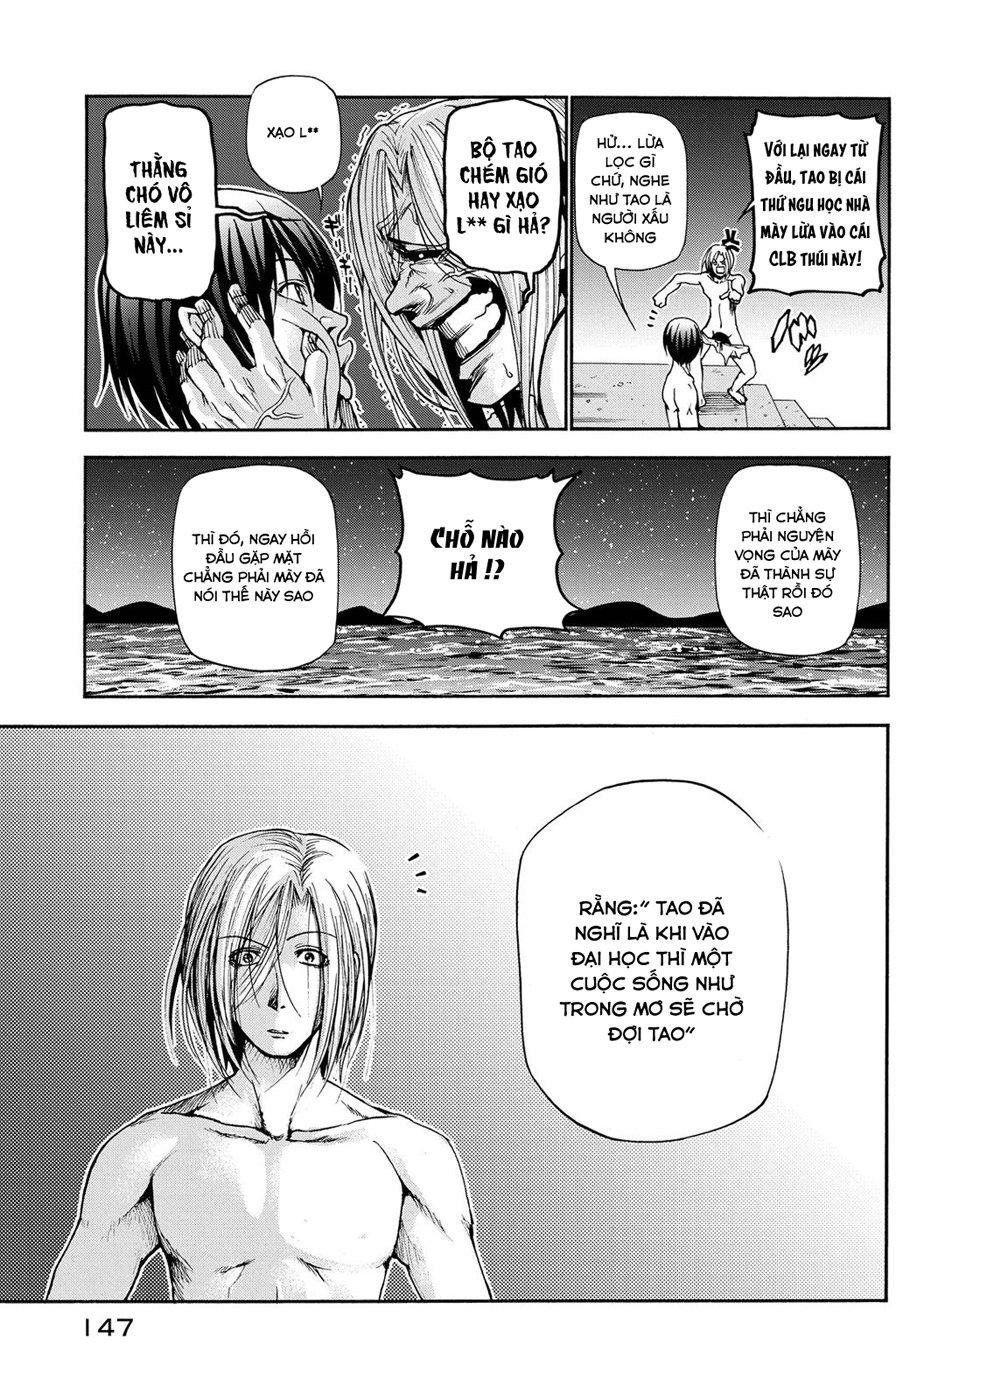 VỚI LẠI NGAY TỪ
ĐẦU, TAO BỊ CÁI
THỨ NGU HỌC NHÀ
MÀY LỪA VÀO CÁI
CLB THÚI NÀY!
HỬ... LỪA
LỌC GÌ
CHỨ, NGHE
NHƯ TAO LÀ
NGƯỜI XẤU
KHÔNG
BỘ TAO
CHÉM GIÓ
HAY XẠO
L** GÌ HẢ?
XẠO L**
THẰNG
CHÓ VÔ
LIÊM SỈ
NÀY...
THÌ CHẲNG
PHẢI NGUYỆN
VỌNG CỦA MÀY
ĐÃ THÀNH SỰ
THẬT RỒI ĐÓ
SAO
CHỖ NÀO
HẢ !?
THÌ ĐÓ, NGAY HỒI
ĐẦU GẶP MẶT
CHẲNG PHẢI MÀY ĐÃ
NÓI THẾ NÀY SAO
RẰNG:“ TAO ĐÃ
NGHĨ LÀ KHI VÀO
ĐẠI HỌC THÌ MỘT
CUỘC SỐNG NHƯ
TRONG MƠ SẼ CHỜ
ĐỢI TAO“
147